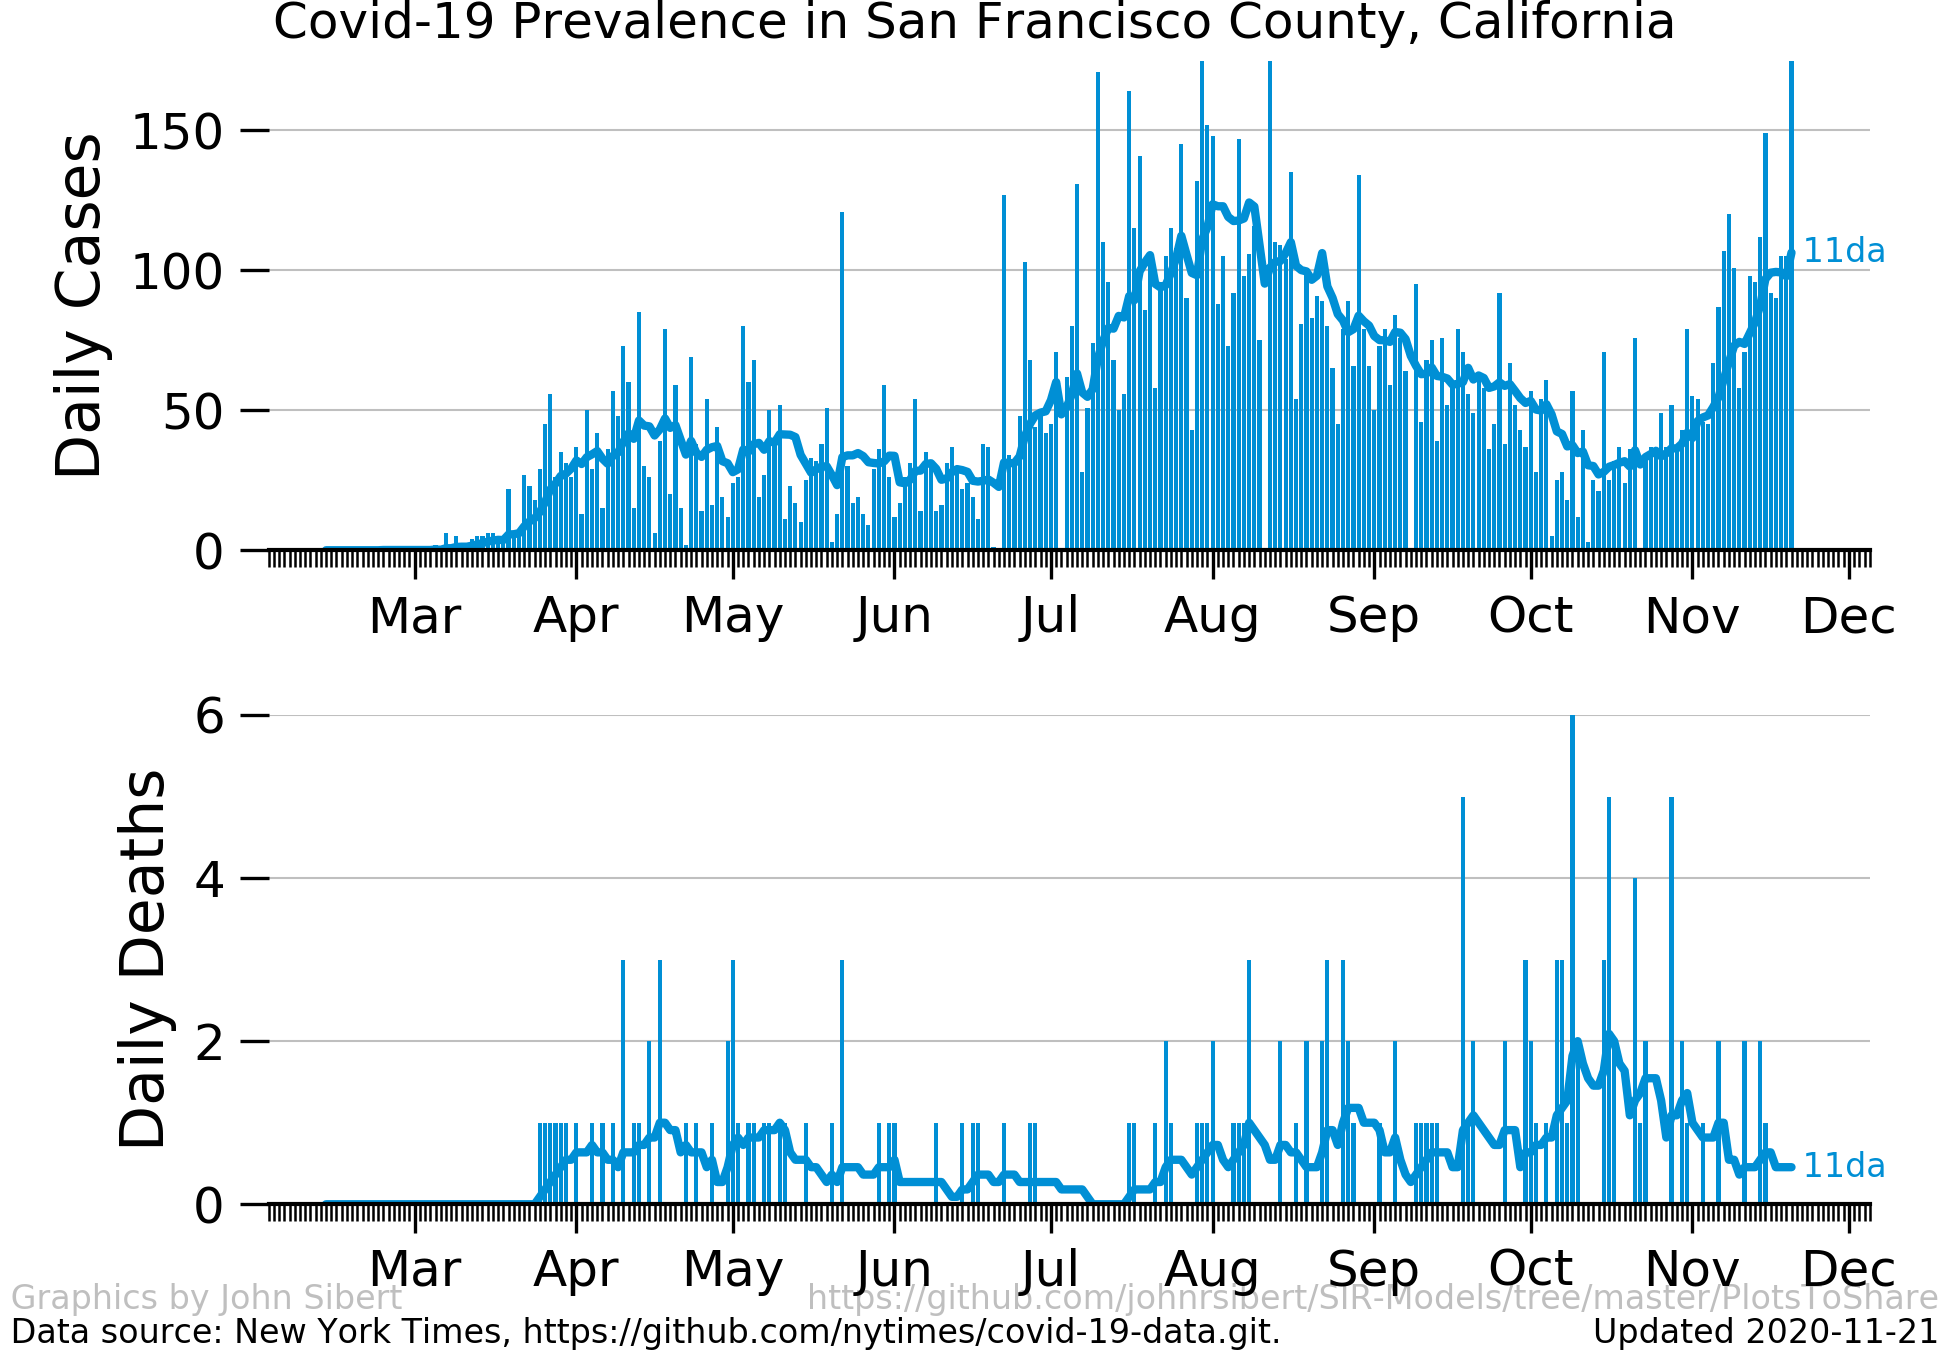 Covid-19 Prevalence in San Francisco County, California
Daily Cases
150
100
50
0
11da
Mar Apr May Jun Jul Aug Sep Oct Nov Dec
Daily Deaths
6
4
2
0
11da
Mar Apr May Jun Jul Aug Sep Oct Nov Dec
Graphics by John Sibert https://github.com/johnrsibert/SIR-Models/tree/master/PlotsToShare
Data source: New York Times, https://github.com/nytimes/covid-19-data.git. Updated 2020-11-21